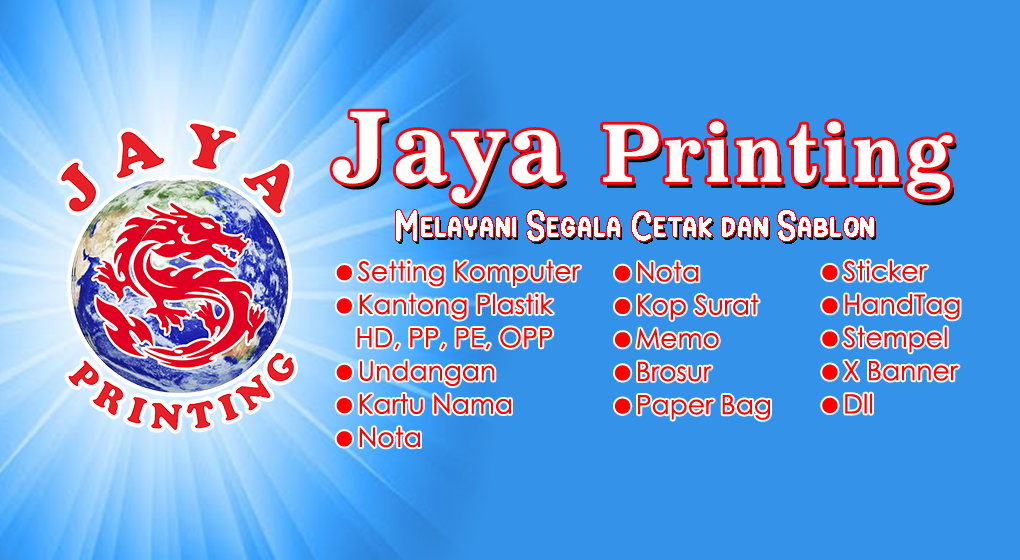 JAYA
PRINTING
Jaya Printing
Melayani Segala Cetak dan Sablon
● Setting Komputer
● Kantong Plastik
HD, PP, PE, OPP
● Undangan
● Kartu Nama
● Nota
● Nota
● Kop Surat
● Memo
● Brosur
● Paper Bag
● Sticker
● HandTag
● Stempel
● X Banner
● Dll